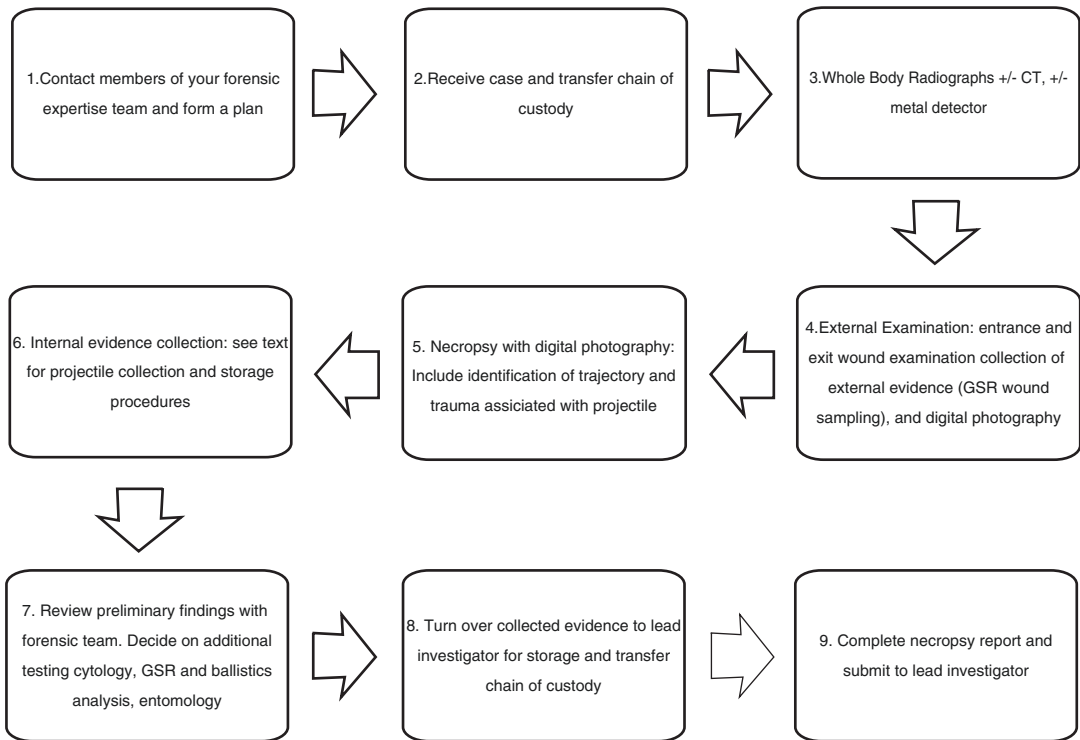 1.Contact members of your forensic
expertise team and form a plan
2.Receive case and transfer chain of
custody
3.Whole Body Radiographs +/- CT, +/-
metal detector
4.External Examination: entrance and
exit wound examination collection of
external evidence (GSR wound
sampling), and digital photography
5. Necropsy with digital photography:
Include identification of trajectory and
trauma assiciated with projectile
6. Internal evidence collection: see text
for projectile collection and storage
procedures
7. Review preliminary findings with
forensic team. Decide on additional
testing cytology, GSR and ballistics
analysis, entomology
8. Turn over collected evidence to lead
investigator for storage and transfer
chain of custody
9. Complete necropsy report and
submit to lead investigator